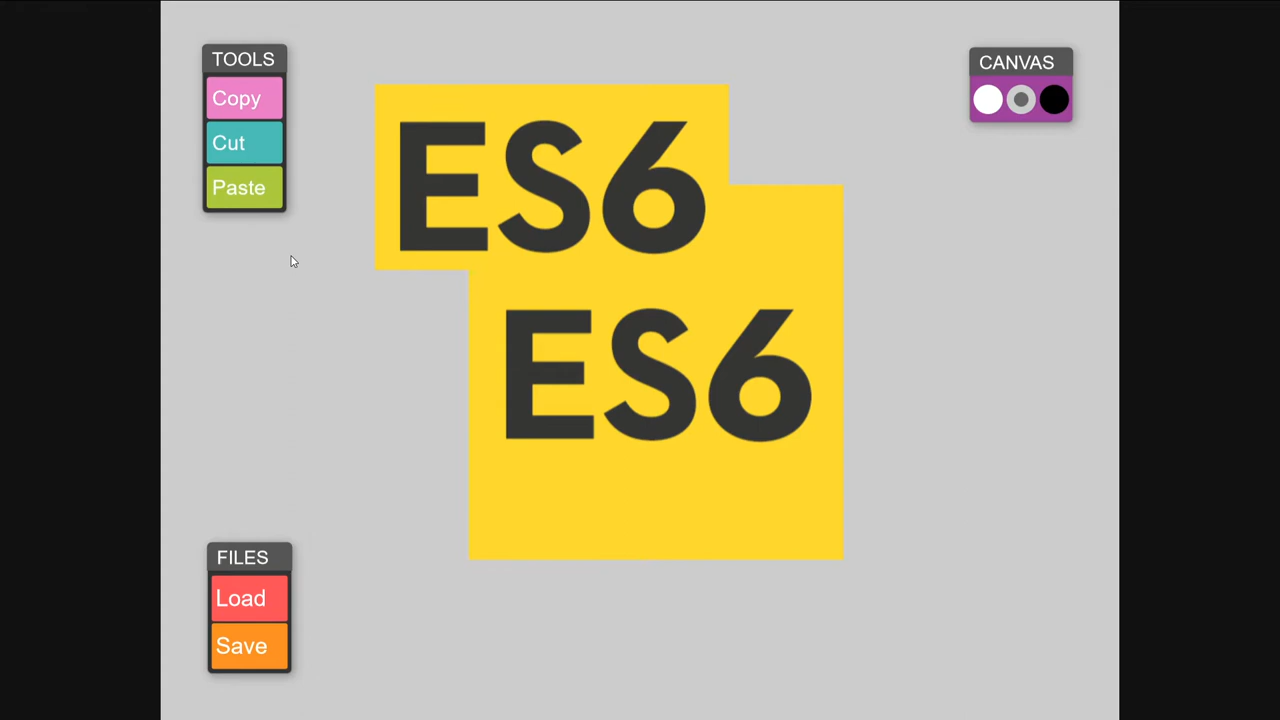 TOOLS
Copy
Cut
Paste
CANVAS
ES6
ES6
FILES
Load
Save